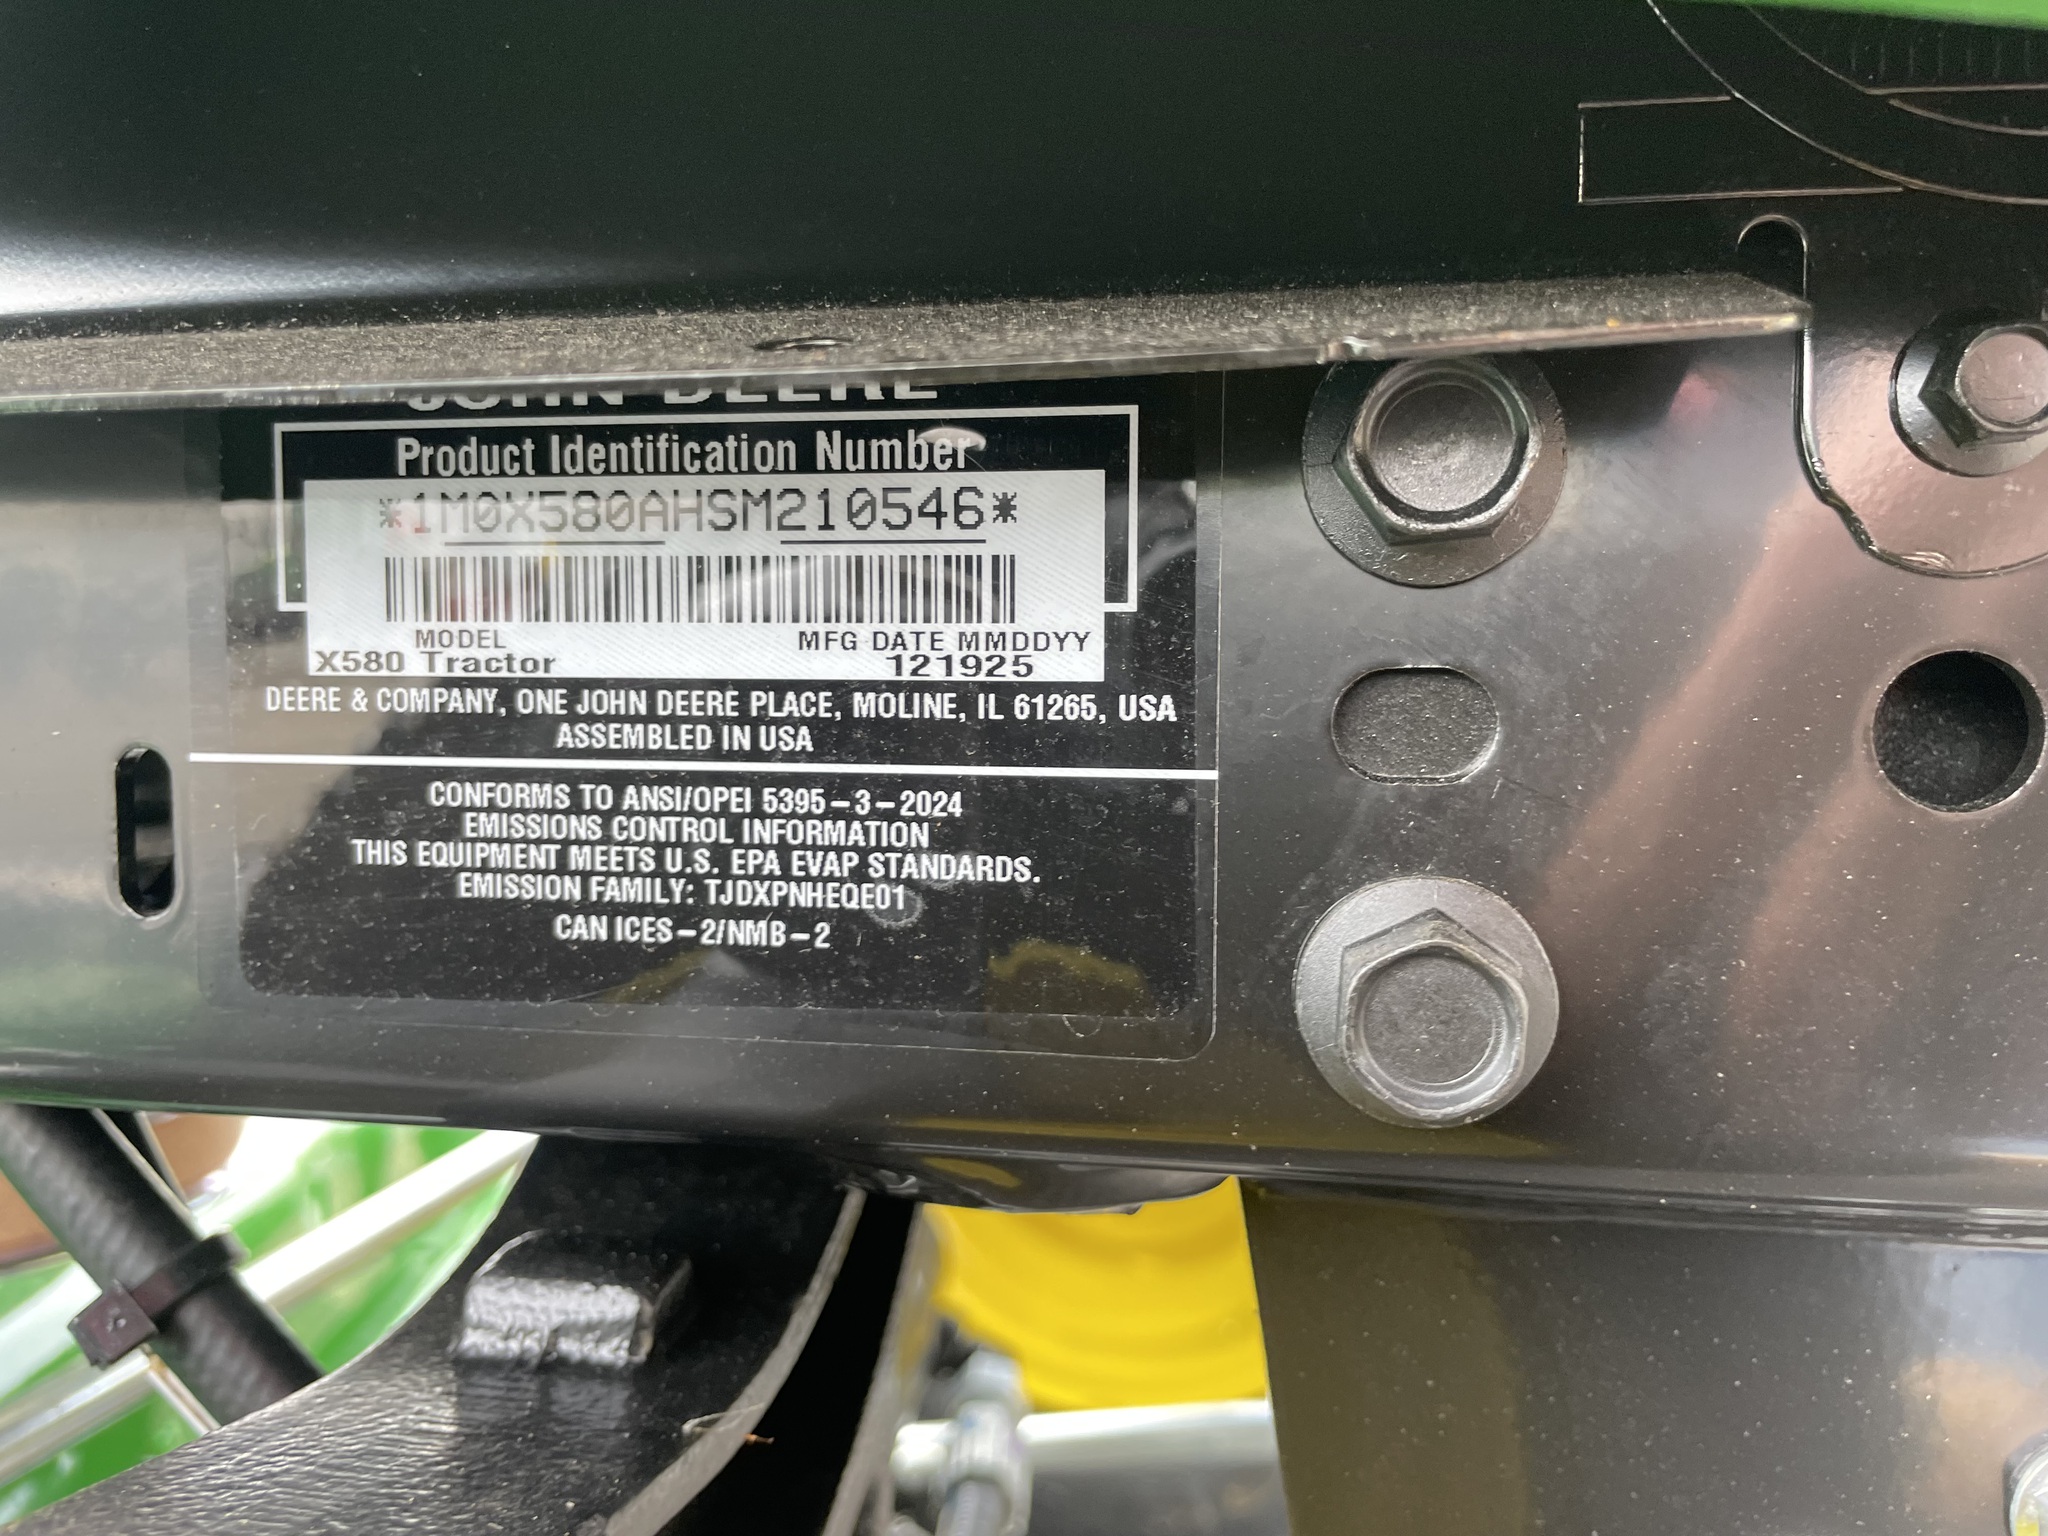 JOHN DEERE
Product Identification Number
*1M0X580AHSM210546*
MODEL MFG DATE MMDDYY
X580 Tractor 121925
DEERE & COMPANY, ONE JOHN DEERE PLACE, MOLINE, IL 61265, USA
ASSEMBLED IN USA
CONFORMS TO ANSI/OPEI 5395-3-2024
EMISSIONS CONTROL INFORMATION
THIS EQUIPMENT MEETS U.S. EPA EVAP STANDARDS.
EMISSION FAMILY: TJDXPNHEQE01
CAN ICES-2/NMB-2